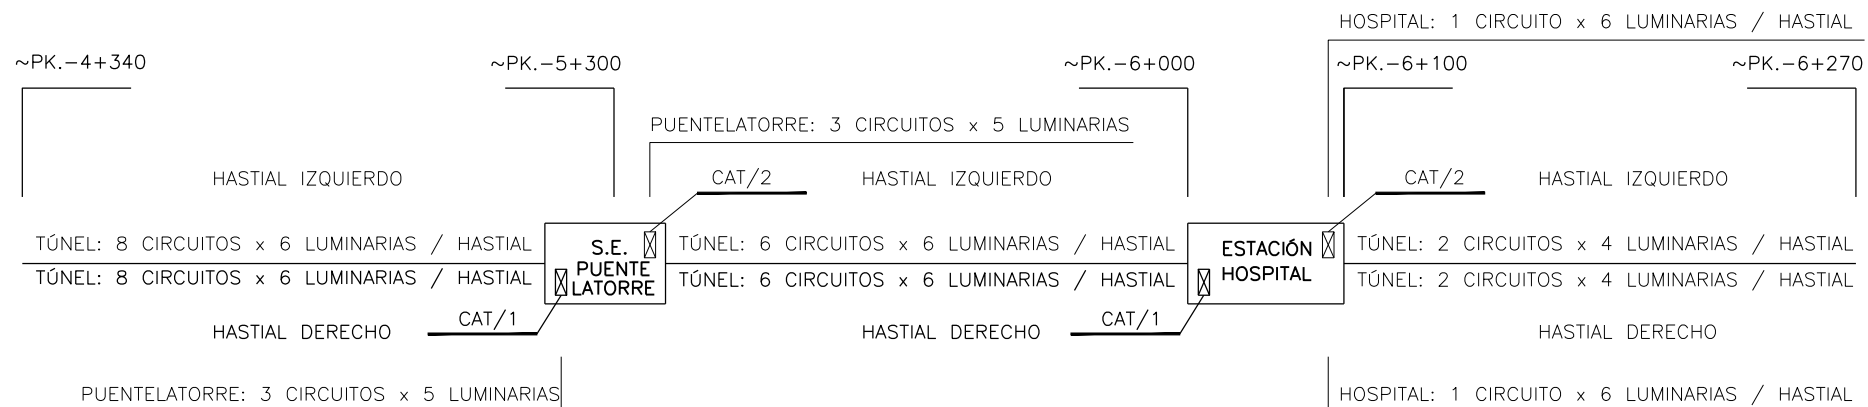 HOSPITAL: 1 CIRCUITO x 6 LUMINARIAS / HASTIAL
~PK.-4+340
~PK.-5+300
~PK.-6+000
~PK.-6+100
~PK.-6+270
PUENTELATORRE: 3 CIRCUITOS x 5 LUMINARIAS
HASTIAL IZQUIERDO
CAT/2
HASTIAL IZQUIERDO
CAT/2
HASTIAL IZQUIERDO
TÚNEL: 8 CIRCUITOS x 6 LUMINARIAS / HASTIAL
TÚNEL: 8 CIRCUITOS x 6 LUMINARIAS / HASTIAL
S.E.
PUENTE
LATORRE
TÚNEL: 6 CIRCUITOS x 6 LUMINARIAS / HASTIAL
TÚNEL: 6 CIRCUITOS x 6 LUMINARIAS / HASTIAL
ESTACIÓN
HOSPITAL
TÚNEL: 2 CIRCUITOS x 4 LUMINARIAS / HASTIAL
TÚNEL: 2 CIRCUITOS x 4 LUMINARIAS / HASTIAL
HASTIAL DERECHO
CAT/1
HASTIAL DERECHO
CAT/1
HASTIAL DERECHO
PUENTELATORRE: 3 CIRCUITOS x 5 LUMINARIAS
HOSPITAL: 1 CIRCUITO x 6 LUMINARIAS / HASTIAL